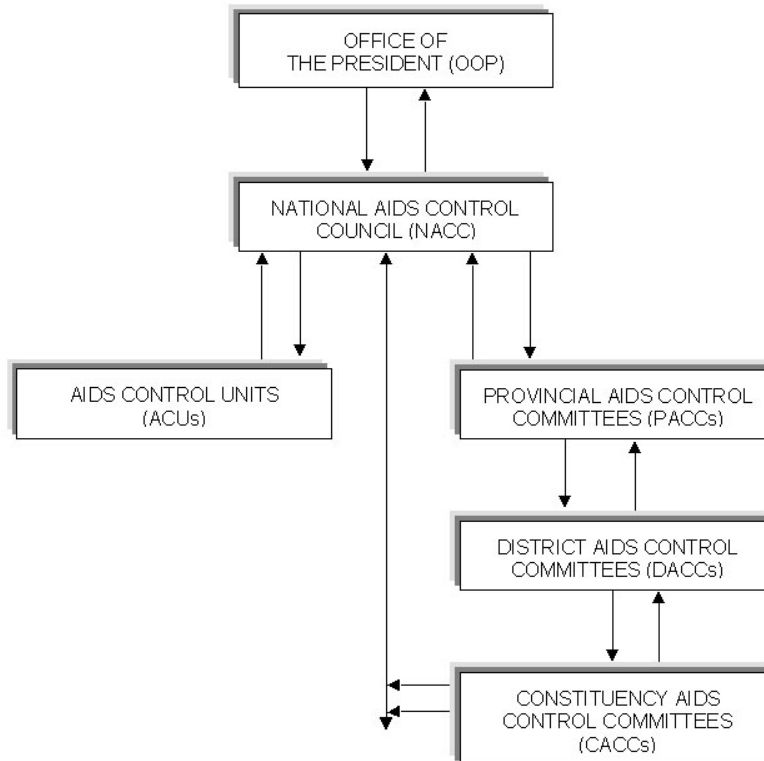 OFFICE OF
THE PRESIDENT (OOP)
NATIONAL AIDS CONTROL
COUNCIL (NACC)
AIDS CONTROL UNITS
(ACUs)
PROVINCIAL AIDS CONTROL
COMMITTEES (PACCs)
DISTRICT AIDS CONTROL
COMMITTEES (DACCs)
CONSTITUENCY AIDS
CONTROL COMMITTEES
(CACCs)